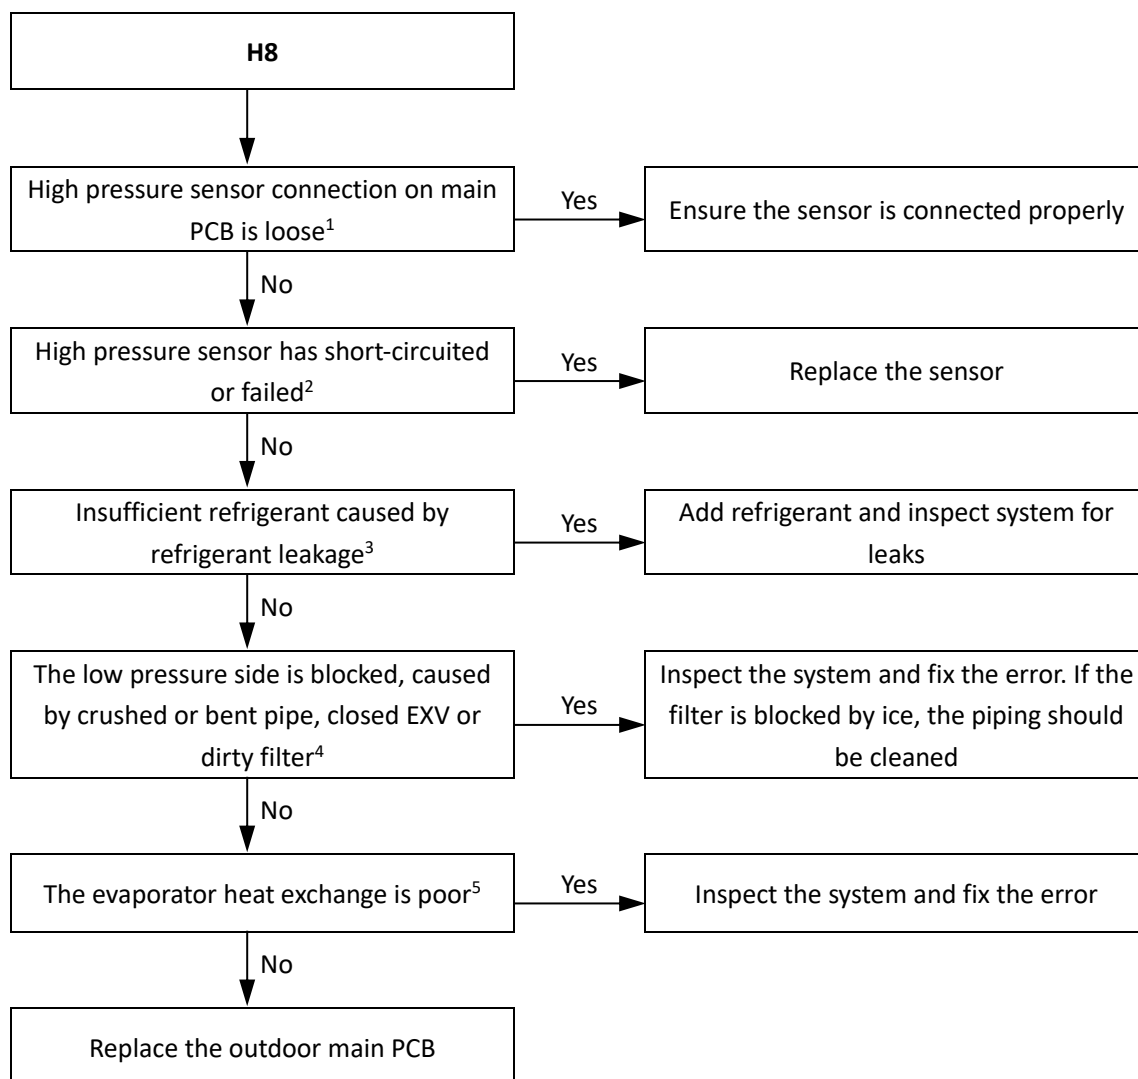 H8
High pressure sensor connection on main
PCB is loose¹
Yes
Ensure the sensor is connected properly
No
High pressure sensor has short-circuited
or failed²
Yes
Replace the sensor
No
Insufficient refrigerant caused by
refrigerant leakage³
Yes
Add refrigerant and inspect system for
leaks
No
The low pressure side is blocked, caused
by crushed or bent pipe, closed EXV or
dirty filter⁴
Yes
Inspect the system and fix the error. If the
filter is blocked by ice, the piping should
be cleaned
No
The evaporator heat exchange is poor⁵
Yes
Inspect the system and fix the error
No
Replace the outdoor main PCB